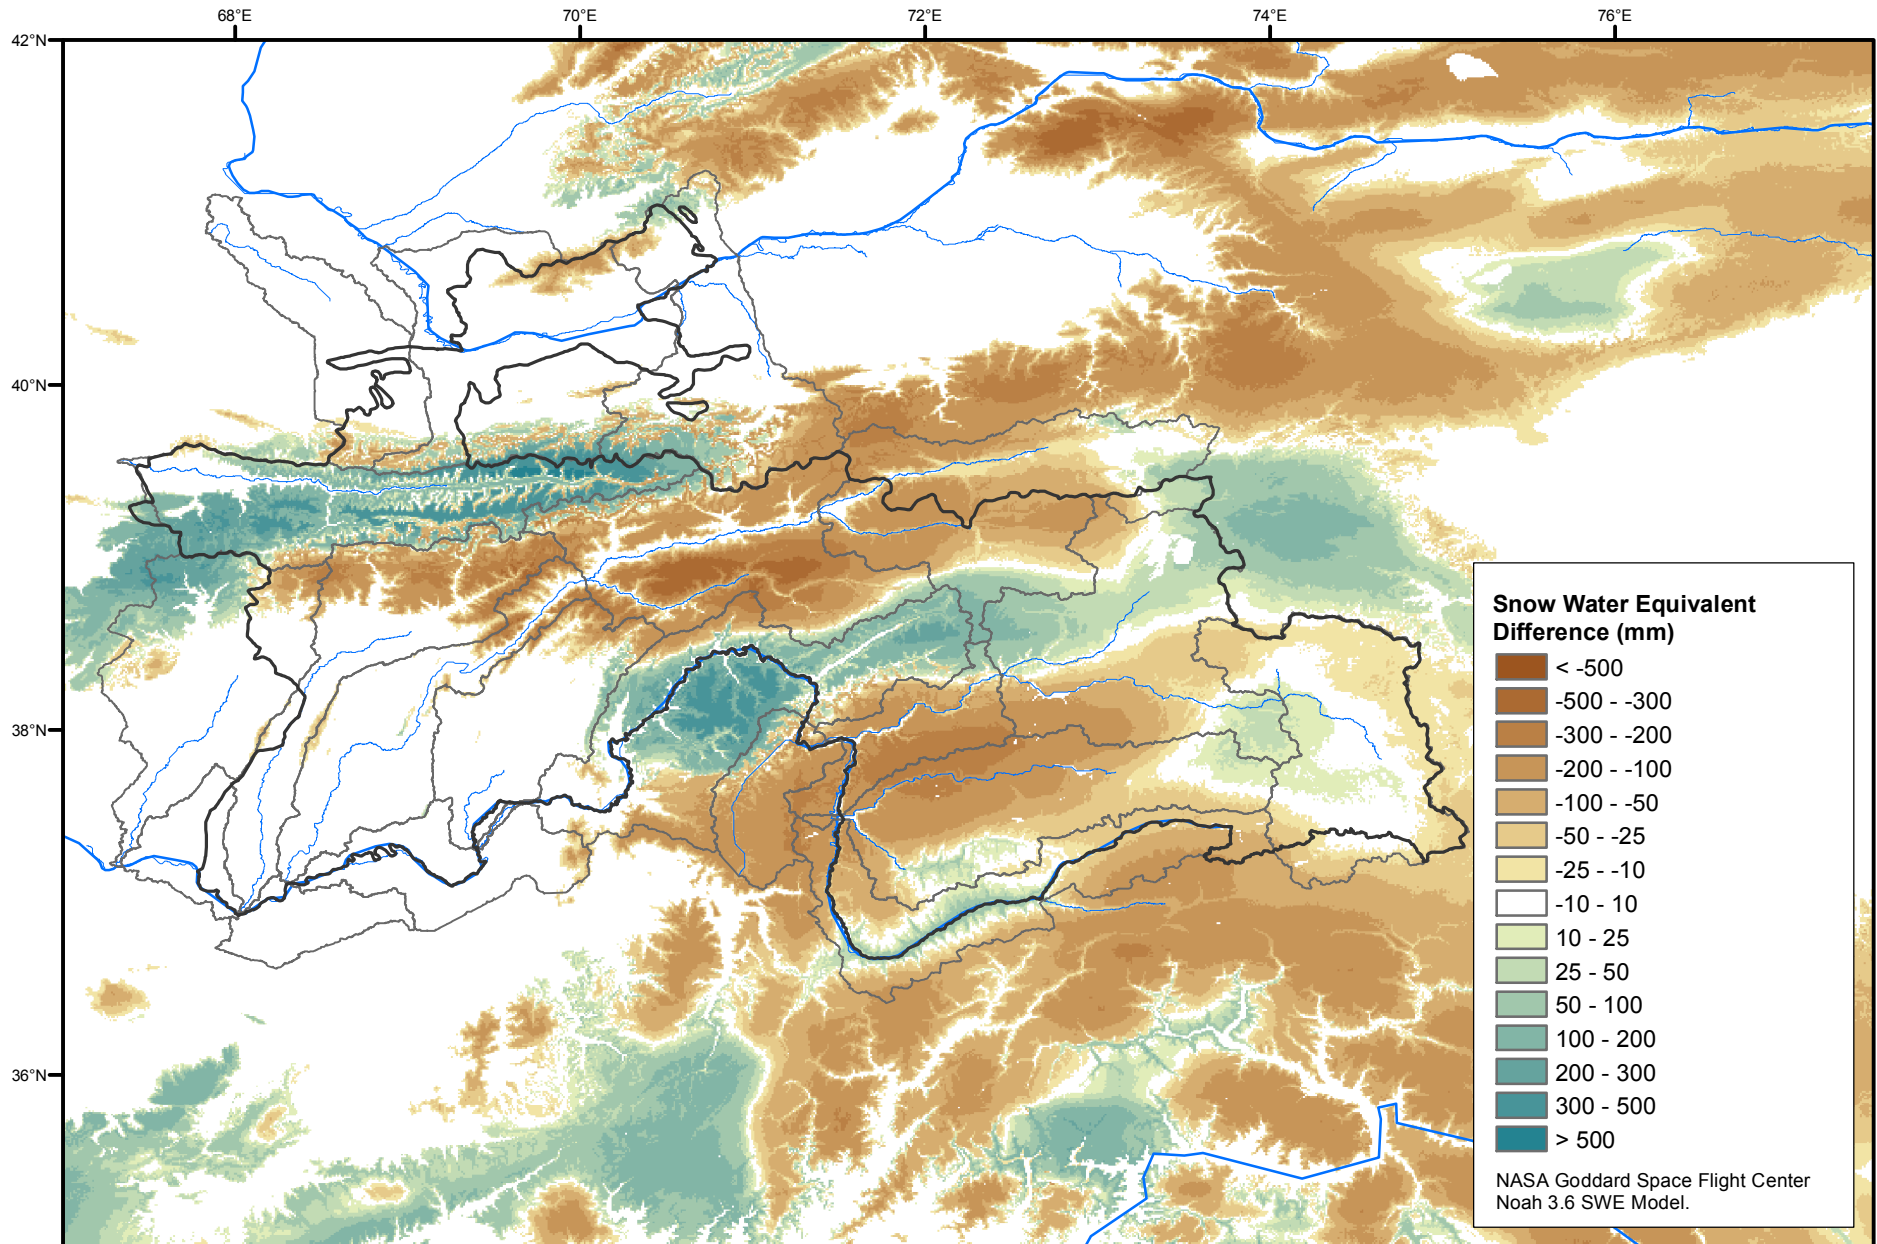 68°E
70°E
72°E
74°E
76°E
42°N
40°N
38°N
36°N
Snow Water Equivalent
Difference (mm)
< -500
-500 - -300
-300 - -200
-200 - -100
-100 - -50
-50 - -25
-25 - -10
-10 - 10
10 - 25
25 - 50
50 - 100
100 - 200
200 - 300
300 - 500
> 500
NASA Goddard Space Flight Center
Noah 3.6 SWE Model.